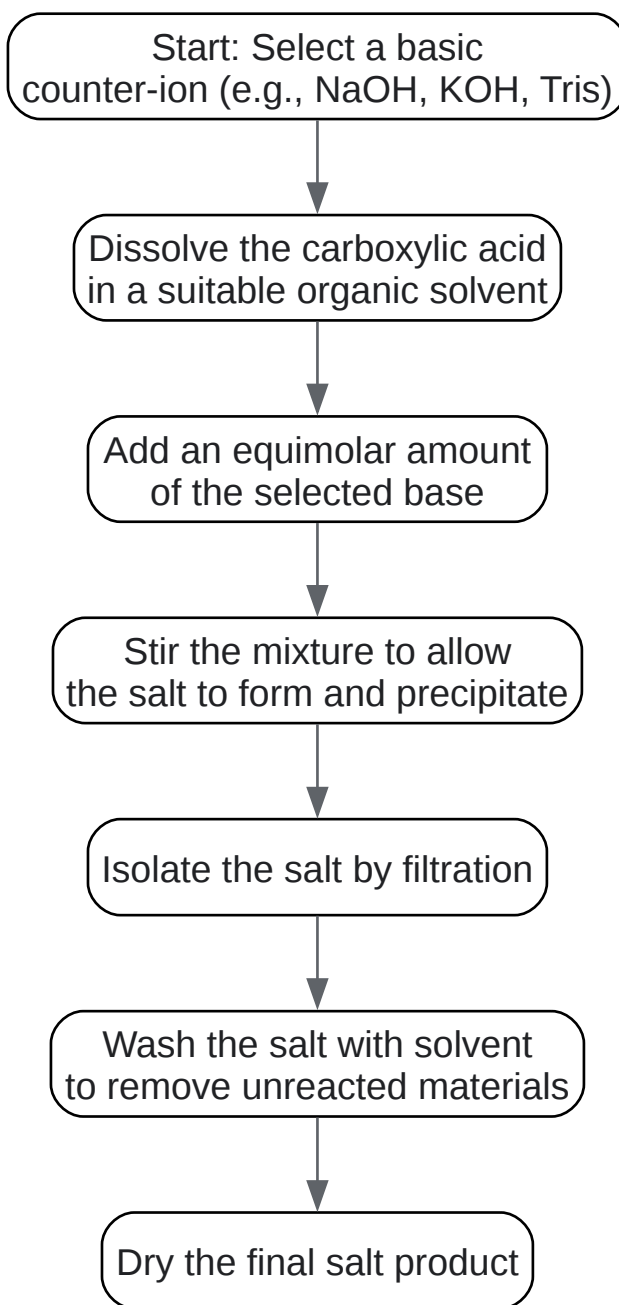 Start: Select a basic
counter-ion (e.g., NaOH, KOH, Tris)
Dissolve the carboxylic acid
in a suitable organic solvent
Add an equimolar amount
of the selected base
Stir the mixture to allow
the salt to form and precipitate
Isolate the salt by filtration
Wash the salt with solvent
to remove unreacted materials
Dry the final salt product